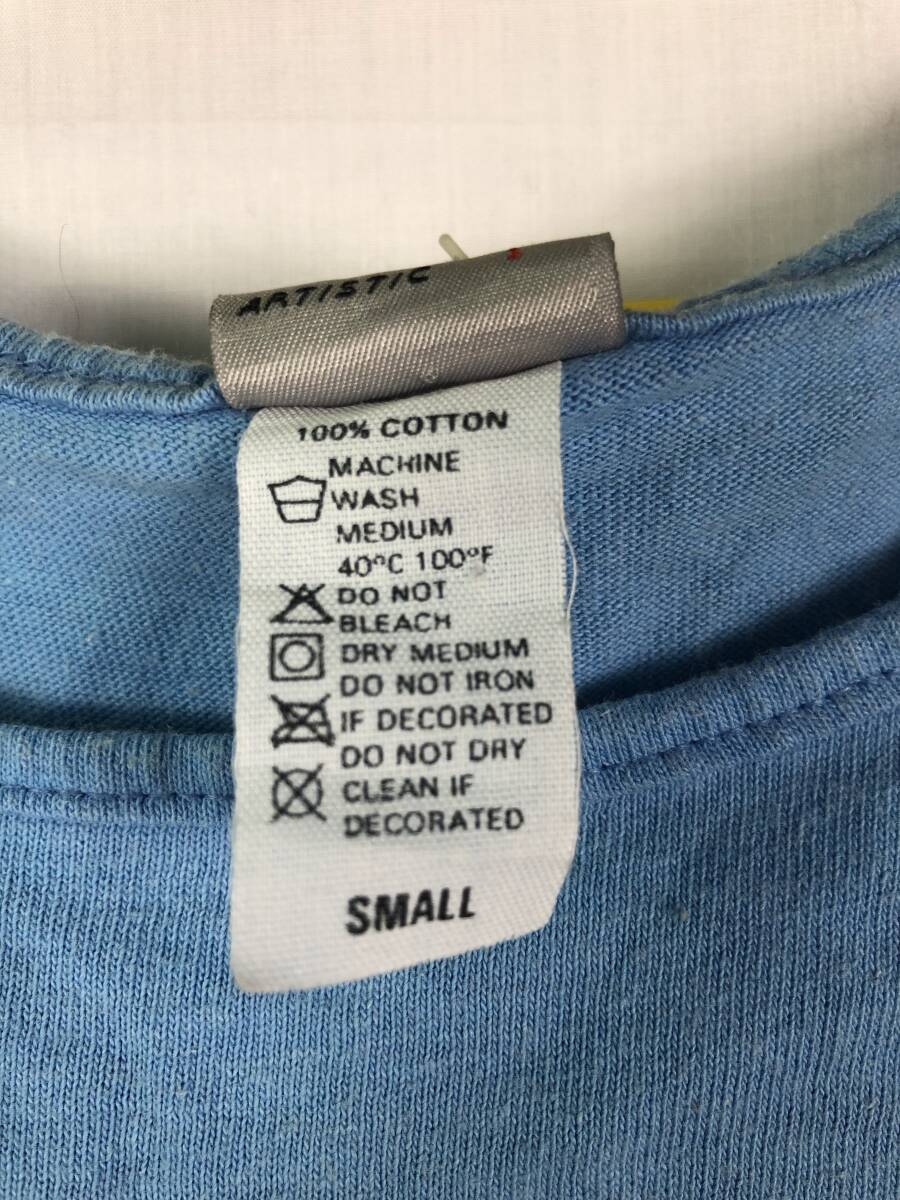 ARTISTIC
100% COTTON
MACHINE
WASH
MEDIUM
40°C 100°F
DO NOT
BLEACH
DRY MEDIUM
DO NOT IRON
IF DECORATED
DO NOT DRY
CLEAN IF
DECORATED
SMALL